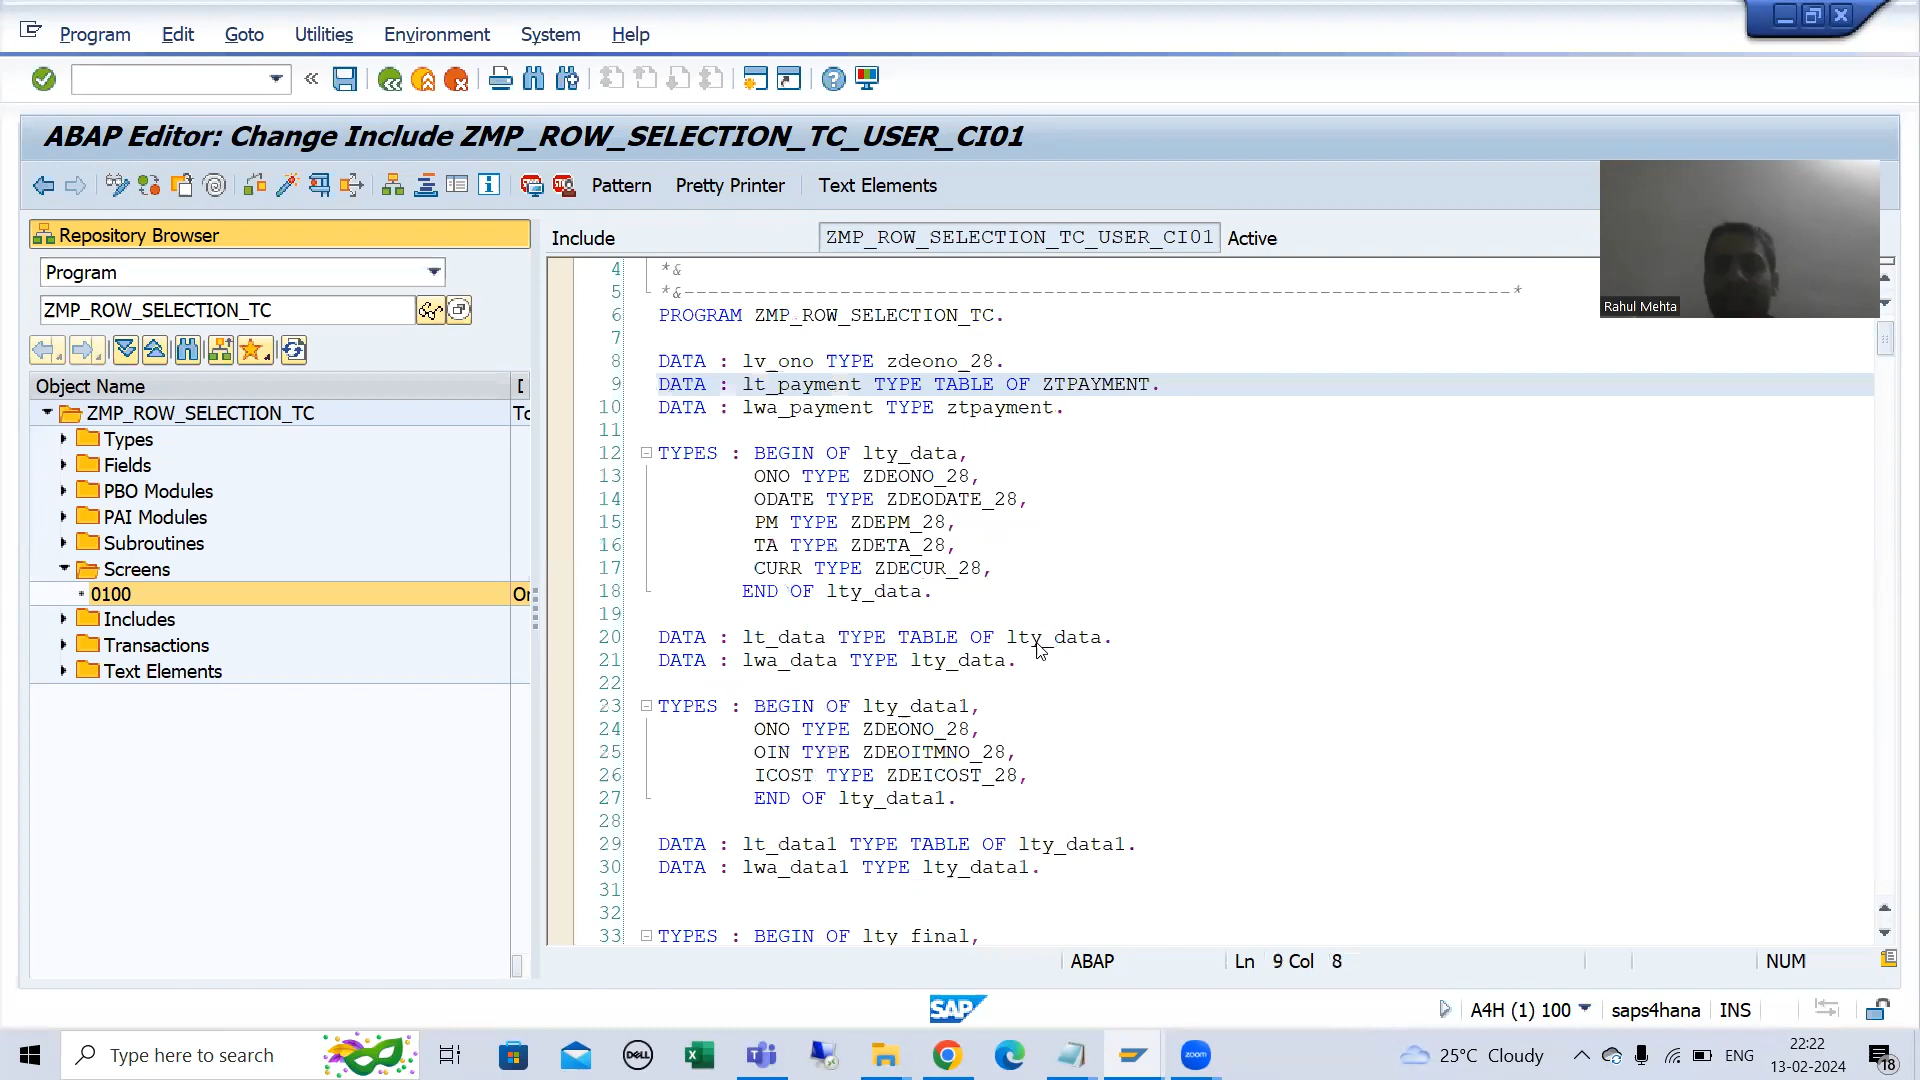 Program Edit Goto Utilities Environment System Help
ABAP Editor: Change Include ZMP_ROW_SELECTION_TC_USER_CI01
Pattern Pretty Printer Text Elements
Repository Browser
Program
ZMP_ROW_SELECTION_TC
Object Name
ZMP_ROW_SELECTION_TC To
Types
Fields
PBO Modules
PAI Modules
Subroutines
Screens
0100 Or
Includes
Transactions
Text Elements
Include ZMP_ROW_SELECTION_TC_USER_CI01 Active
Rahul Mehta
4 *&
5 *&---------------------------------------------------------------------*
6 PROGRAM ZMP_ROW_SELECTION_TC.
7
8 DATA : lv_ono TYPE zdeono_28.
9 DATA : lt_payment TYPE TABLE OF ZTPAYMENT.
10 DATA : lwa_payment TYPE ztpayment.
11
12 TYPES : BEGIN OF lty_data,
13 ONO TYPE ZDEONO_28,
14 ODATE TYPE ZDEODATE_28,
15 PM TYPE ZDEPM_28,
16 TA TYPE ZDETA_28,
17 CURR TYPE ZDECUR_28,
18 END OF lty_data.
19
20 DATA : lt_data TYPE TABLE OF lty_data.
21 DATA : lwa_data TYPE lty_data.
22
23 TYPES : BEGIN OF lty_data1,
24 ONO TYPE ZDEONO_28,
25 OIN TYPE ZDEOITMNO_28,
26 ICOST TYPE ZDEICOST_28,
27 END OF lty_data1.
28
29 DATA : lt_data1 TYPE TABLE OF lty_data1.
30 DATA : lwa_data1 TYPE lty_data1.
31
32
33 TYPES : BEGIN OF lty final,
ABAP Ln 9 Col 8 NUM
SAP A4H (1) 100 saps4hana INS
Type here to search DELL zoom 25°C Cloudy ENG 22:22
13-02-2024 18